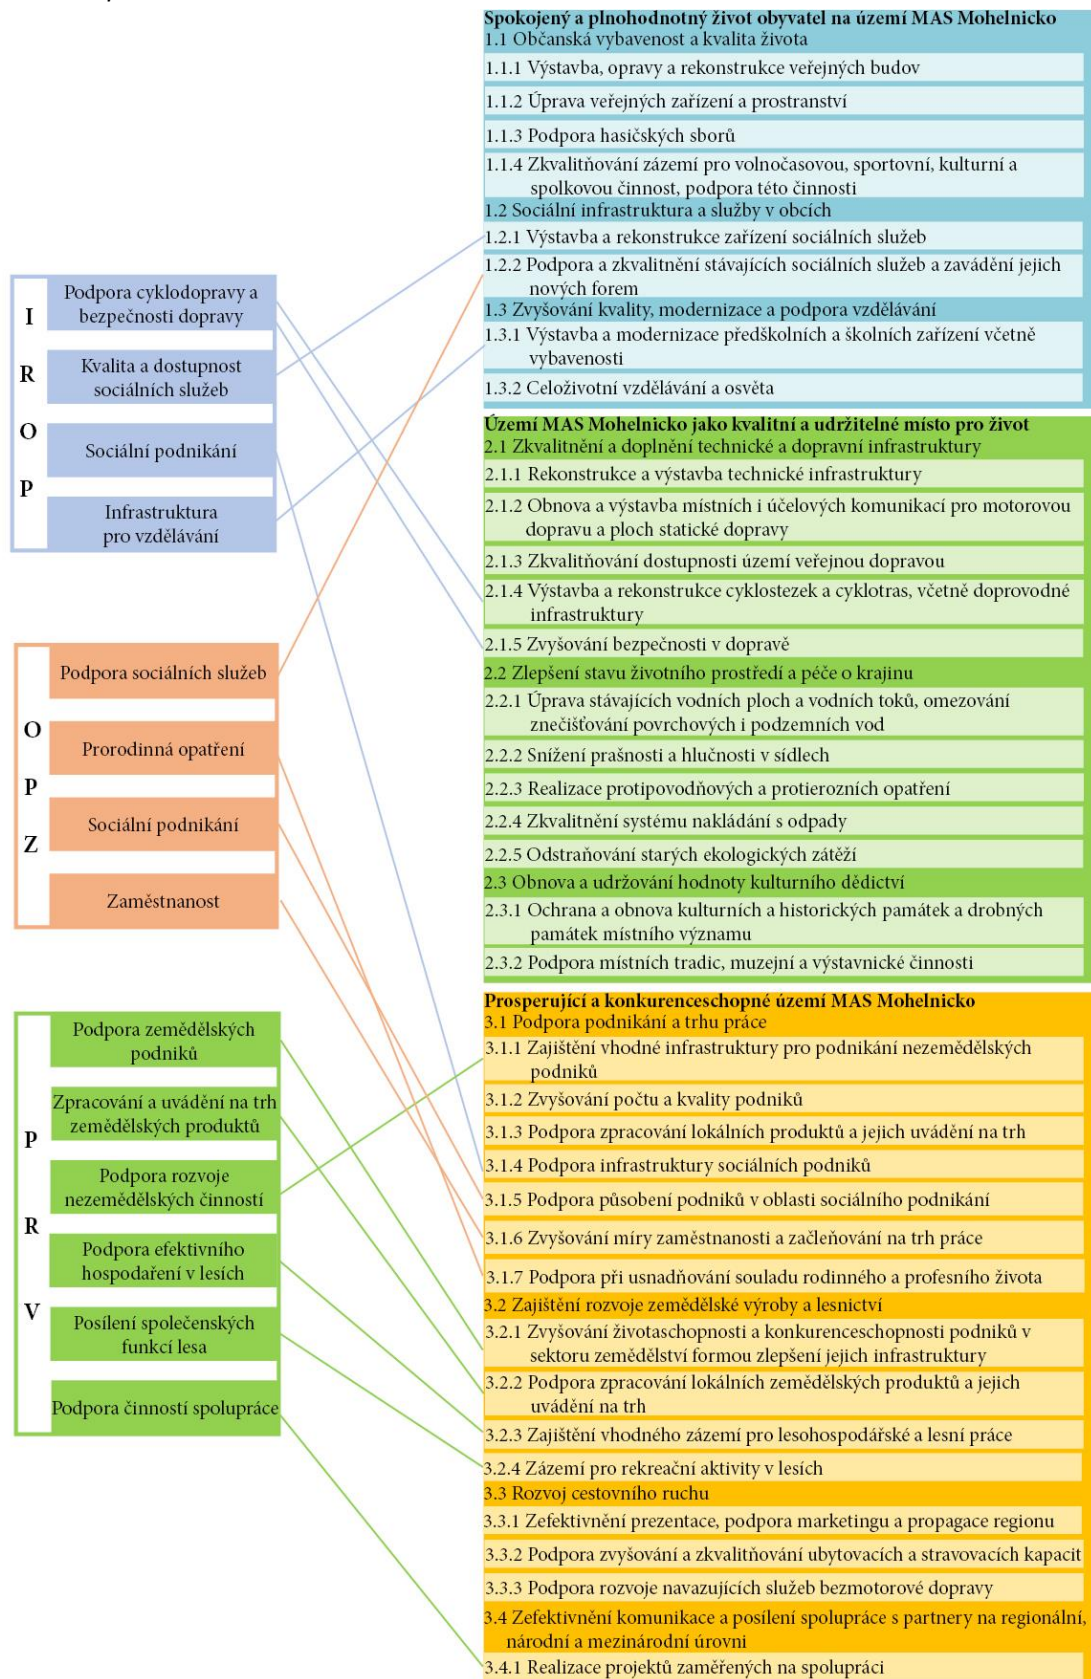 I
R
O
P
Podpora cyklodopravy a
bezpečnosti dopravy
Kvalita a dostupnost
sociálních služeb
Sociální podnikání
Infrastruktura
pro vzdělávání
O
P
Z
Podpora sociálních služeb
Prorodinná opatření
Sociální podnikání
Zaměstnanost
P
R
V
Podpora zemědělských
podniků
Zpracování a uvádění na trh
zemědělských produktů
Podpora rozvoje
nezemědělských činností
Podpora efektivního
hospodaření v lesích
Posílení společenských
funkcí lesa
Podpora činností spolupráce
Spokojený a plnohodnotný život obyvatel na území MAS Mohelnicko
1.1 Občanská vybavenost a kvalita života
1.1.1 Výstavba, opravy a rekonstrukce veřejných budov
1.1.2 Úprava veřejných zařízení a prostranství
1.1.3 Podpora hasičských sborů
1.1.4 Zkvalitňování zázemí pro volnočasovou, sportovní, kulturní a
spolkovou činnost, podpora této činnosti
1.2 Sociální infrastruktura a služby v obcích
1.2.1 Výstavba a rekonstrukce zařízení sociálních služeb
1.2.2 Podpora a zkvalitnění stávajících sociálních služeb a zavádění jejich
nových forem
1.3 Zvyšování kvality, modernizace a podpora vzdělávání
1.3.1 Výstavba a modernizace předškolních a školních zařízení včetně
vybavenosti
1.3.2 Celoživotní vzdělávání a osvěta
Území MAS Mohelnicko jako kvalitní a udržitelné místo pro život
2.1 Zkvalitnění a doplnění technické a dopravní infrastruktury
2.1.1 Rekonstrukce a výstavba technické infrastruktury
2.1.2 Obnova a výstavba místních i účelových komunikací pro motorovou
dopravu a ploch statické dopravy
2.1.3 Zkvalitňování dostupnosti území veřejnou dopravou
2.1.4 Výstavba a rekonstrukce cyklostezek a cyklotras, včetně doprovodné
infrastruktury
2.1.5 Zvyšování bezpečnosti v dopravě
2.2 Zlepšení stavu životního prostředí a péče o krajinu
2.2.1 Úprava stávajících vodních ploch a vodních toků, omezování
znečišťování povrchových i podzemních vod
2.2.2 Snížení prašnosti a hlučnosti v sídlech
2.2.3 Realizace protipovodňových a protierozních opatření
2.2.4 Zkvalitnění systému nakládání s odpady
2.2.5 Odstraňování starých ekologických zátěží
2.3 Obnova a udržování hodnoty kulturního dědictví
2.3.1 Ochrana a obnova kulturních a historických památek a drobných
památek místního významu
2.3.2 Podpora místních tradic, muzejní a výstavnické činnosti
Prosperující a konkurenceschopné území MAS Mohelnicko
3.1 Podpora podnikání a trhu práce
3.1.1 Zajištění vhodné infrastruktury pro podnikání nezemědělských
podniků
3.1.2 Zvyšování počtu a kvality podniků
3.1.3 Podpora zpracování lokálních produktů a jejich uvádění na trh
3.1.4 Podpora infrastruktury sociálních podniků
3.1.5 Podpora působení podniků v oblasti sociálního podnikání
3.1.6 Zvyšování míry zaměstnanosti a začleňování na trh práce
3.1.7 Podpora při usnadňování souladu rodinného a profesního života
3.2 Zajištění rozvoje zemědělské výroby a lesnictví
3.2.1 Zvyšování životaschopnosti a konkurenceschopnosti podniků v
sektoru zemědělství formou zlepšení jejich infrastruktury
3.2.2 Podpora zpracování lokálních zemědělských produktů a jejich
uvádění na trh
3.2.3 Zajištění vhodného zázemí pro lesohospodářské a lesní práce
3.2.4 Zázemí pro rekreační aktivity v lesích
3.3 Rozvoj cestovního ruchu
3.3.1 Zefektivnění prezentace, podpora marketingu a propagace regionu
3.3.2 Podpora zvyšování a zkvalitňování ubytovacích a stravovacích kapacit
3.3.3 Podpora rozvoje navazujících služeb bezmotorové dopravy
3.4 Zefektivnění komunikace a posílení spolupráce s partnery na regionální,
národní a mezinárodní úrovni
3.4.1 Realizace projektů zaměřených na spolupráci